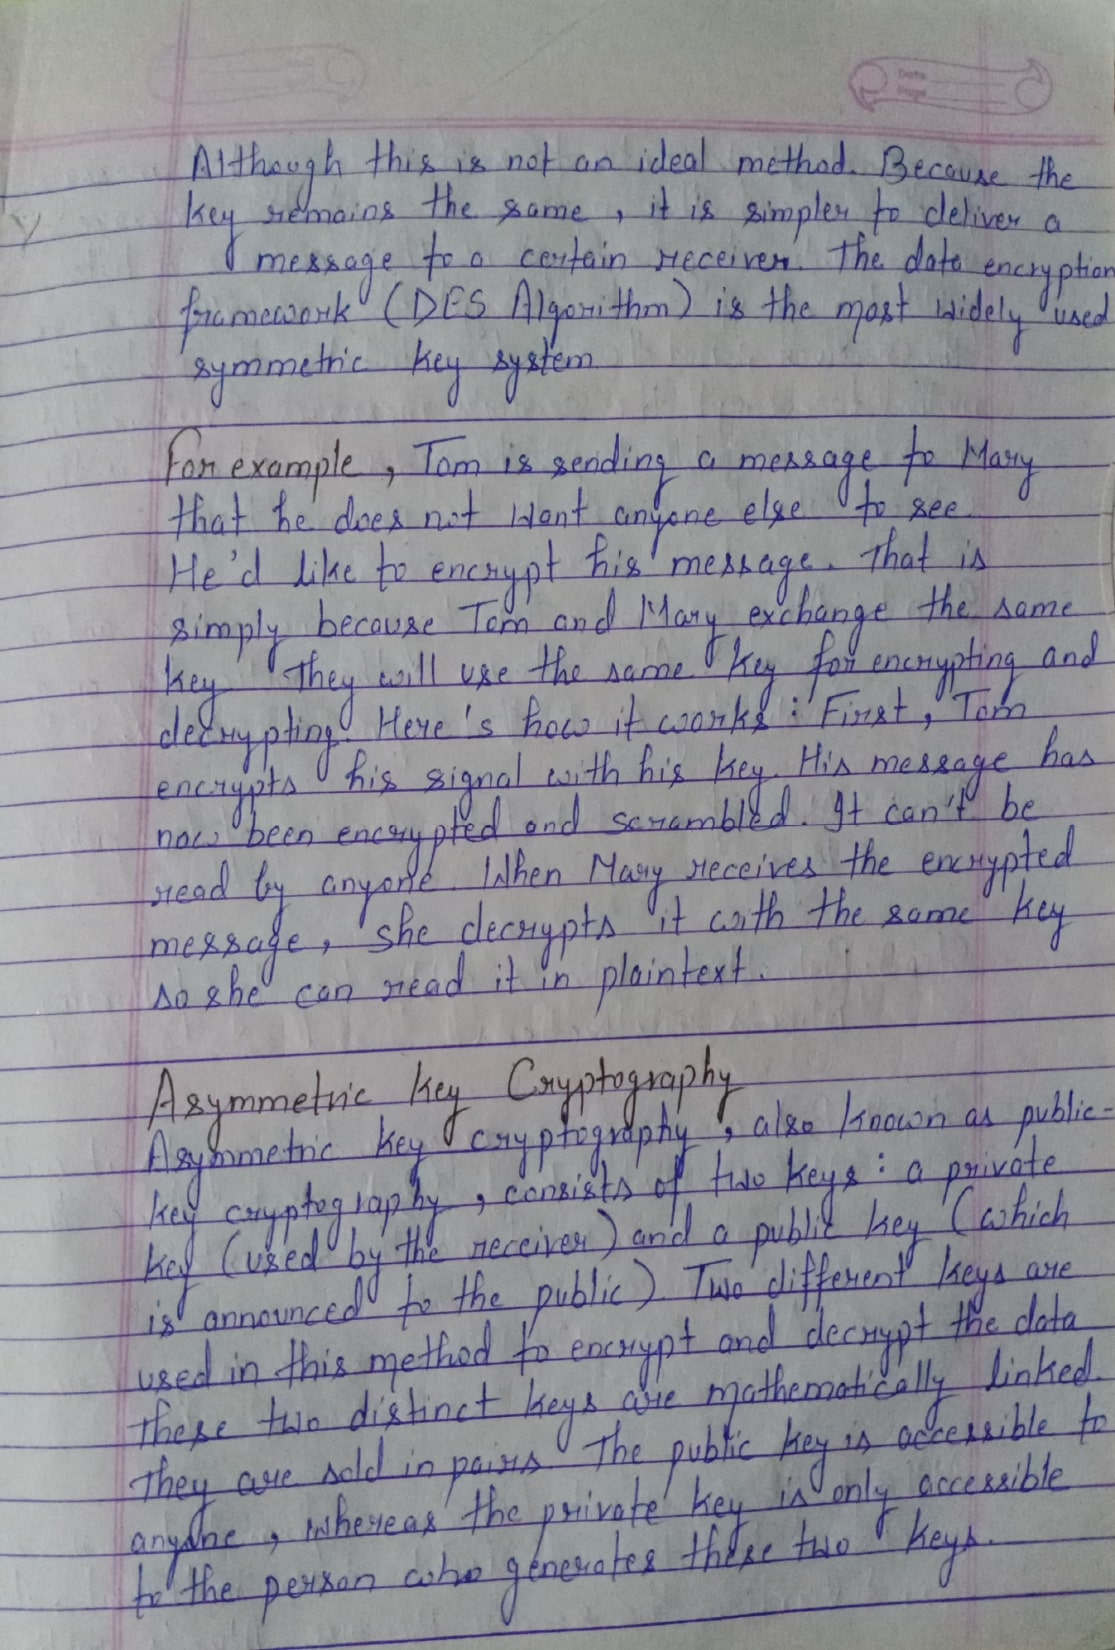 Date
Page
Although this is not an ideal method. Because the
key remains the same, it is simpler to deliver a
message to a certain receiver. The data encryption
framework (DES Algorithm) is the most widely used
symmetric key system
For example, Tom is sending a message to Mary
that he does not want anyone else to see.
He'd like to encrypt his message. That is
simply because Tom and Mary exchange the same
key. They will use the same key for encrypting and
decrypting. Here's how it works: First, Tom
encrypts his signal with his key. His message has
now been encrypted and scrambled. It can't be
read by anyone. When Mary receives the encrypted
message, she decrypts it with the same key
so she can read it in plaintext.
Asymmetric Key Cryptography
Asymmetric key cryptography, also known as public-
key cryptography, consists of two keys: a private
key (used by the receiver) and a public key (which
is announced to the public). Two different keys are
used in this method to encrypt and decrypt the data
These two distinct keys are mathematically linked.
They are sold in pairs. The public key is accessible to
anyone, whereas the private key is only accessible
to the person who generates these two keys.